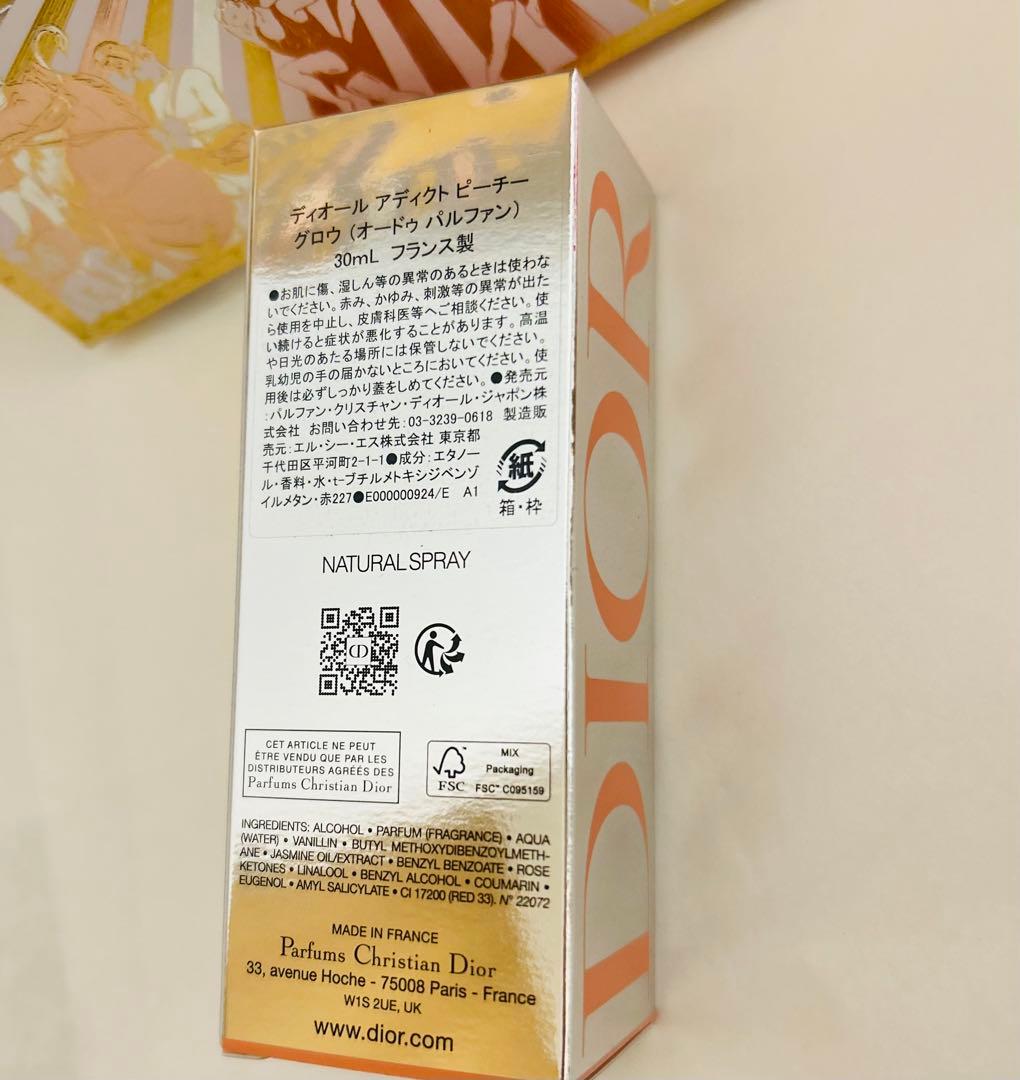 ディオール アディクト ピーチー
グロウ (オードゥ パルファン)
30mL フランス製
●お肌に傷、湿しん等の異常のあるときは使わな
いでください。赤み、かゆみ、刺激等の異常が出た
ら使用を中止し、皮膚科医等へご相談ください。使
い続けると症状が悪化することがあります。高温
や日光のあたる場所には保管しないでください。
乳幼児の手の届かないところにおいてください。使
用後は必ずしっかり蓋をしめてください。●発売元
:パルファン・クリスチャン・ディオール・ジャポン株
式会社 お問い合わせ先:03-3239-0618 製造販
売元:エル・シー・エス株式会社 東京都
千代田区平河町2-1-1●成分:エタノー
ル・香料・水・t-ブチルメトキシジベンゾ
イルメタン・赤227●E000000924/E A1
紙
箱・枠
NATURAL SPRAY
CD
CET ARTICLE NE PEUT
ÊTRE VENDU QUE PAR LES
DISTRIBUTEURS AGRÉÉS DES
Parfums Christian Dior
FSC
MIX
Packaging
FSC™ C095159
INGREDIENTS: ALCOHOL • PARFUM (FRAGRANCE) • AQUA
(WATER) • VANILLIN • BUTYL METHOXYDIBENZOYLMETH-
ANE • JASMINE OIL/EXTRACT • BENZYL BENZOATE • ROSE
KETONES • LINALOOL • BENZYL ALCOHOL • COUMARIN •
EUGENOL • AMYL SALICYLATE • CI 17200 (RED 33). N° 22072
MADE IN FRANCE
Parfums Christian Dior
33, avenue Hoche - 75008 Paris - France
W1S 2UE, UK
www.dior.com
DIOR